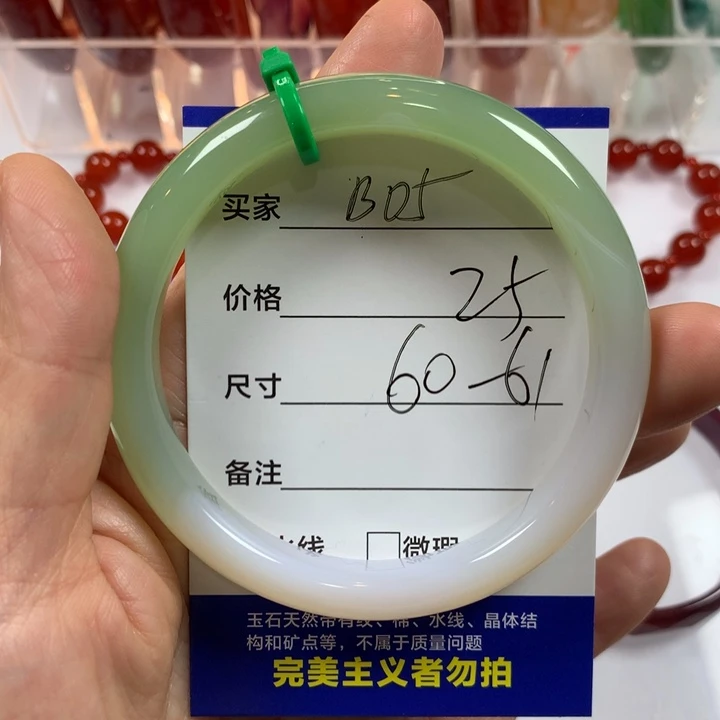 买家 B05
价格 25
尺寸 60-61
备注
水线 微瑕
玉石天然带有纹、棉、水线、晶体结
构和矿点等，不属于质量问题
完美主义者勿拍